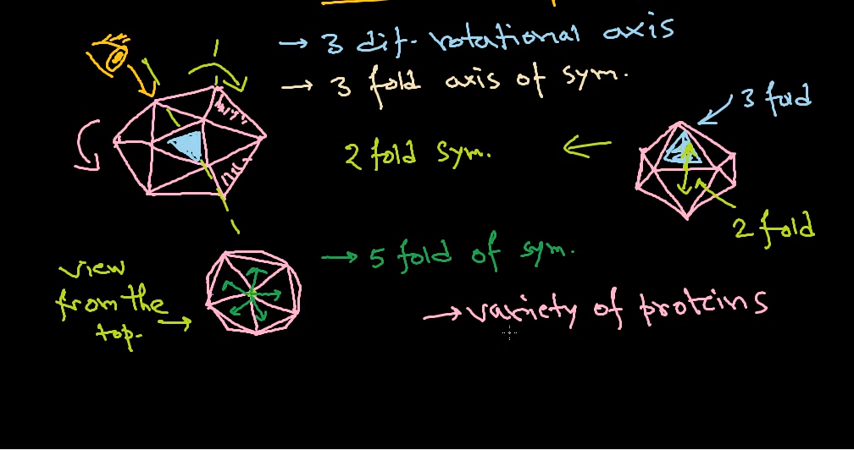 → 3 dif. rotational axis
→ 3 fold axis of sym.
3 fold
2 fold sym. ←
2 fold
→ 5 fold of sym.
view
from the
top. →
→ variety of proteins